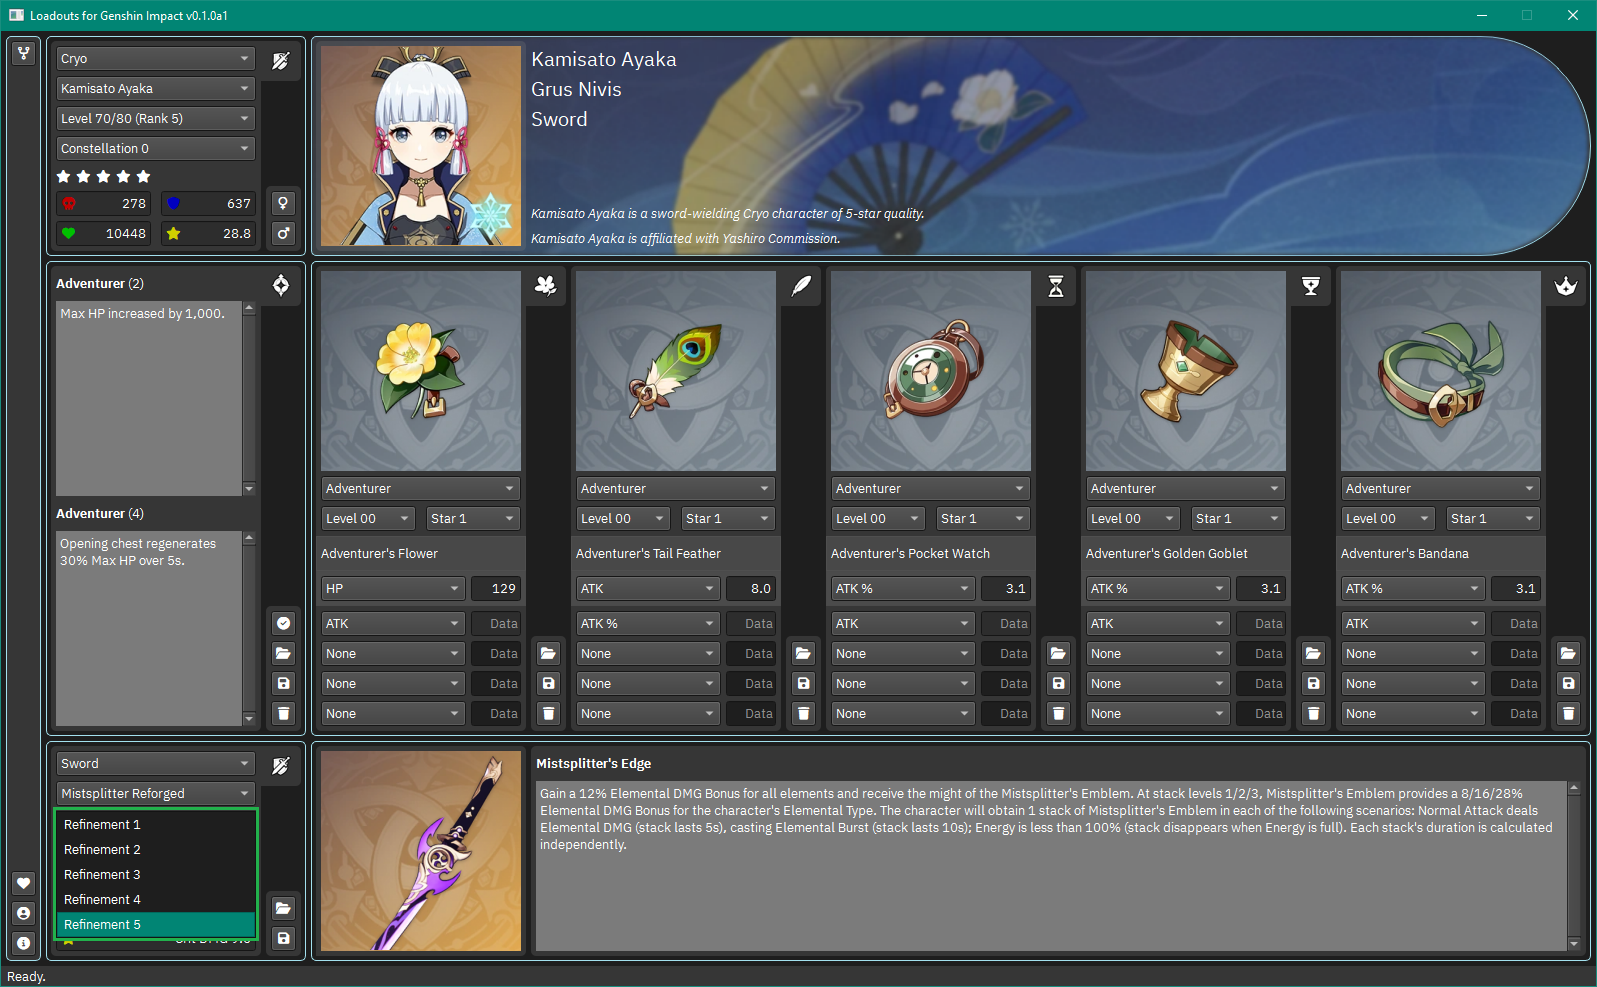 Loadouts for Genshin Impact v0.1.0a1
Cryo
Kamisato Ayaka
Level 70/80 (Rank 5)
Constellation 0
278
637
10448
28.8
Kamisato Ayaka
Grus Nivis
Sword
Kamisato Ayaka is a sword-wielding Cryo character of 5-star quality.
Kamisato Ayaka is affiliated with Yashiro Commission.
Adventurer (2)
Max HP increased by 1,000.
Adventurer (4)
Opening chest regenerates
30% Max HP over 5s.
Adventurer
Level 00
Star 1
Adventurer's Flower
HP
129
ATK
Data
None
Data
None
Data
None
Data
Adventurer
Level 00
Star 1
Adventurer's Tail Feather
ATK
8.0
ATK %
Data
None
Data
None
Data
None
Data
Adventurer
Level 00
Star 1
Adventurer's Pocket Watch
ATK %
3.1
ATK
Data
None
Data
None
Data
None
Data
Adventurer
Level 00
Star 1
Adventurer's Golden Goblet
ATK %
3.1
ATK
Data
None
Data
None
Data
None
Data
Adventurer
Level 00
Star 1
Adventurer's Bandana
ATK %
3.1
ATK
Data
None
Data
None
Data
None
Data
Sword
Mistsplitter Reforged
Refinement 1
Refinement 2
Refinement 3
Refinement 4
Refinement 5
Mistsplitter's Edge
Gain a 12% Elemental DMG Bonus for all elements and receive the might of the Mistsplitter's Emblem. At stack levels 1/2/3, Mistsplitter's Emblem provides a 8/16/28%
Elemental DMG Bonus for the character's Elemental Type. The character will obtain 1 stack of Mistsplitter's Emblem in each of the following scenarios: Normal Attack deals
Elemental DMG (stack lasts 5s), casting Elemental Burst (stack lasts 10s); Energy is less than 100% (stack disappears when Energy is full). Each stack's duration is calculated
independently.
Ready.